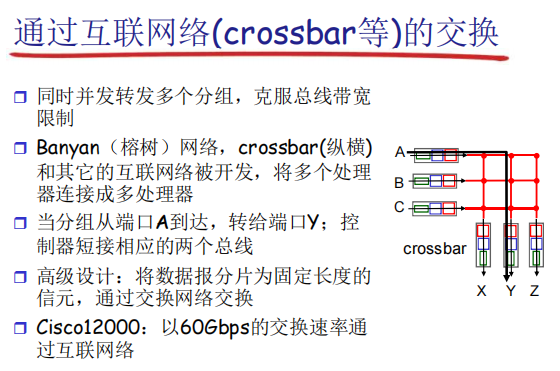 通过互联网络(crossbar等)的交换
同时并发转发多个分组，克服总线带宽
限制
Banyan（榕树）网络，crossbar(纵横)
和其它的互联网络被开发，将多个处理
器连接成多处理器
当分组从端口A到达，转给端口Y；控
制器短接相应的两个总线
高级设计：将数据报分片为固定长度的
信元，通过交换网络交换
Cisco12000：以60Gbps的交换速率通
过互联网络
A
B
C
crossbar
X Y Z